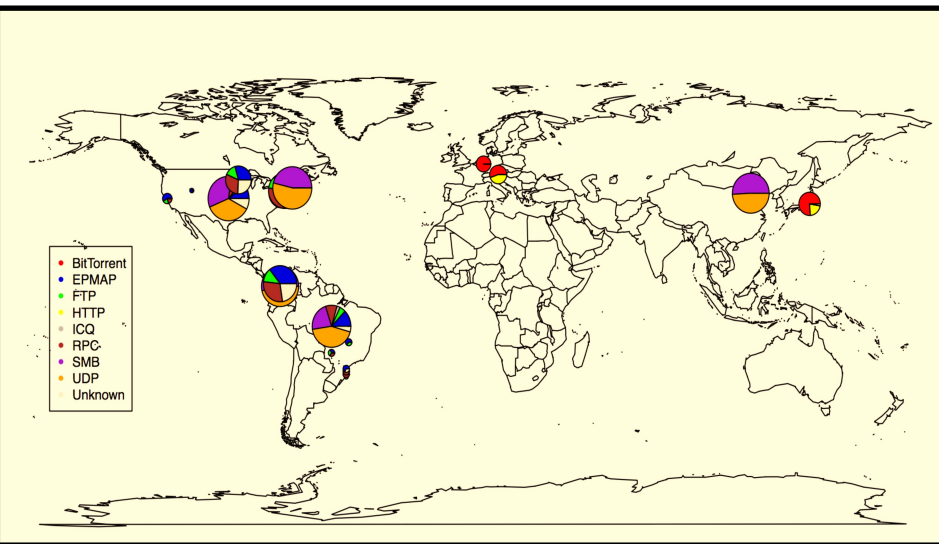 BitTorrent
EPMAP
FTP
HTTP
ICQ
RPC
SMB
UDP
Unknown